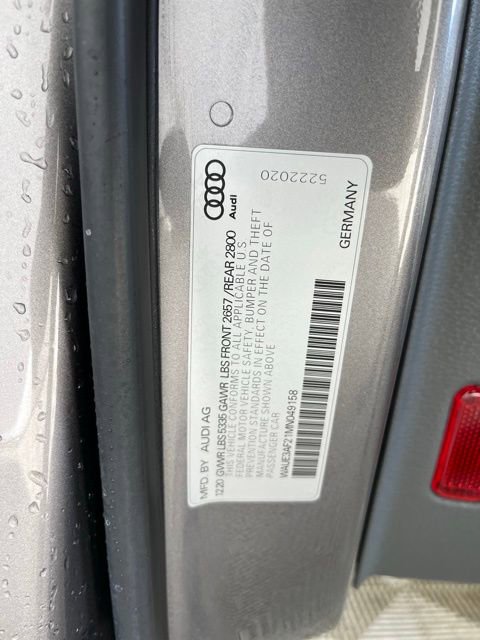 5222020
Audi
MFD. BY AUDI AG
12.20 GVWR LBS 5335 GAWR LBS FRONT 2657 / REAR 2800
THIS VEHICLE CONFORMS TO ALL APPLICABLE U S
FEDERAL MOTOR VEHICLE SAFETY, BUMPER AND THEFT
PREVENTION STANDARDS IN EFFECT ON THE DATE OF
MANUFACTURE SHOWN ABOVE
PASSENGER CAR
WAUE3AF21MN049158
GERMANY